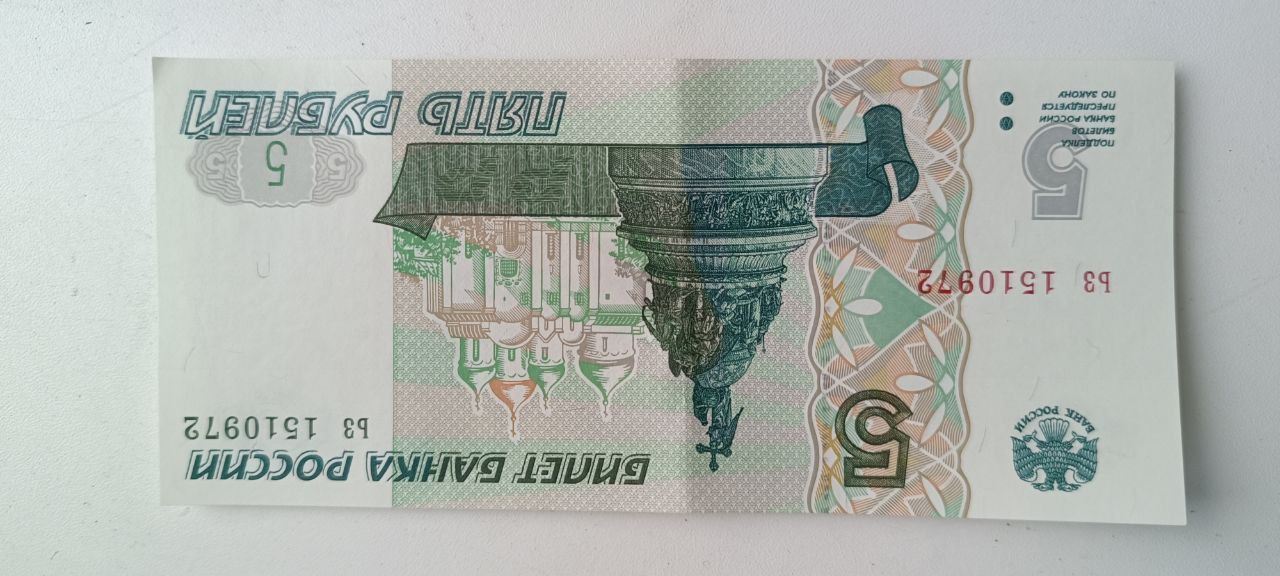 БАНК РОССИИ
5
БИЛЕТ БАНКА РОССИИ
ьз 1510972
ьз 1510972
5
ПОДДЕЛКА
БИЛЕТОВ
БАНКА РОССИИ
ПРЕСЛЕДУЕТСЯ
ПО ЗАКОНУ
5 5 5
ПЯТЬ РУБЛЕЙ